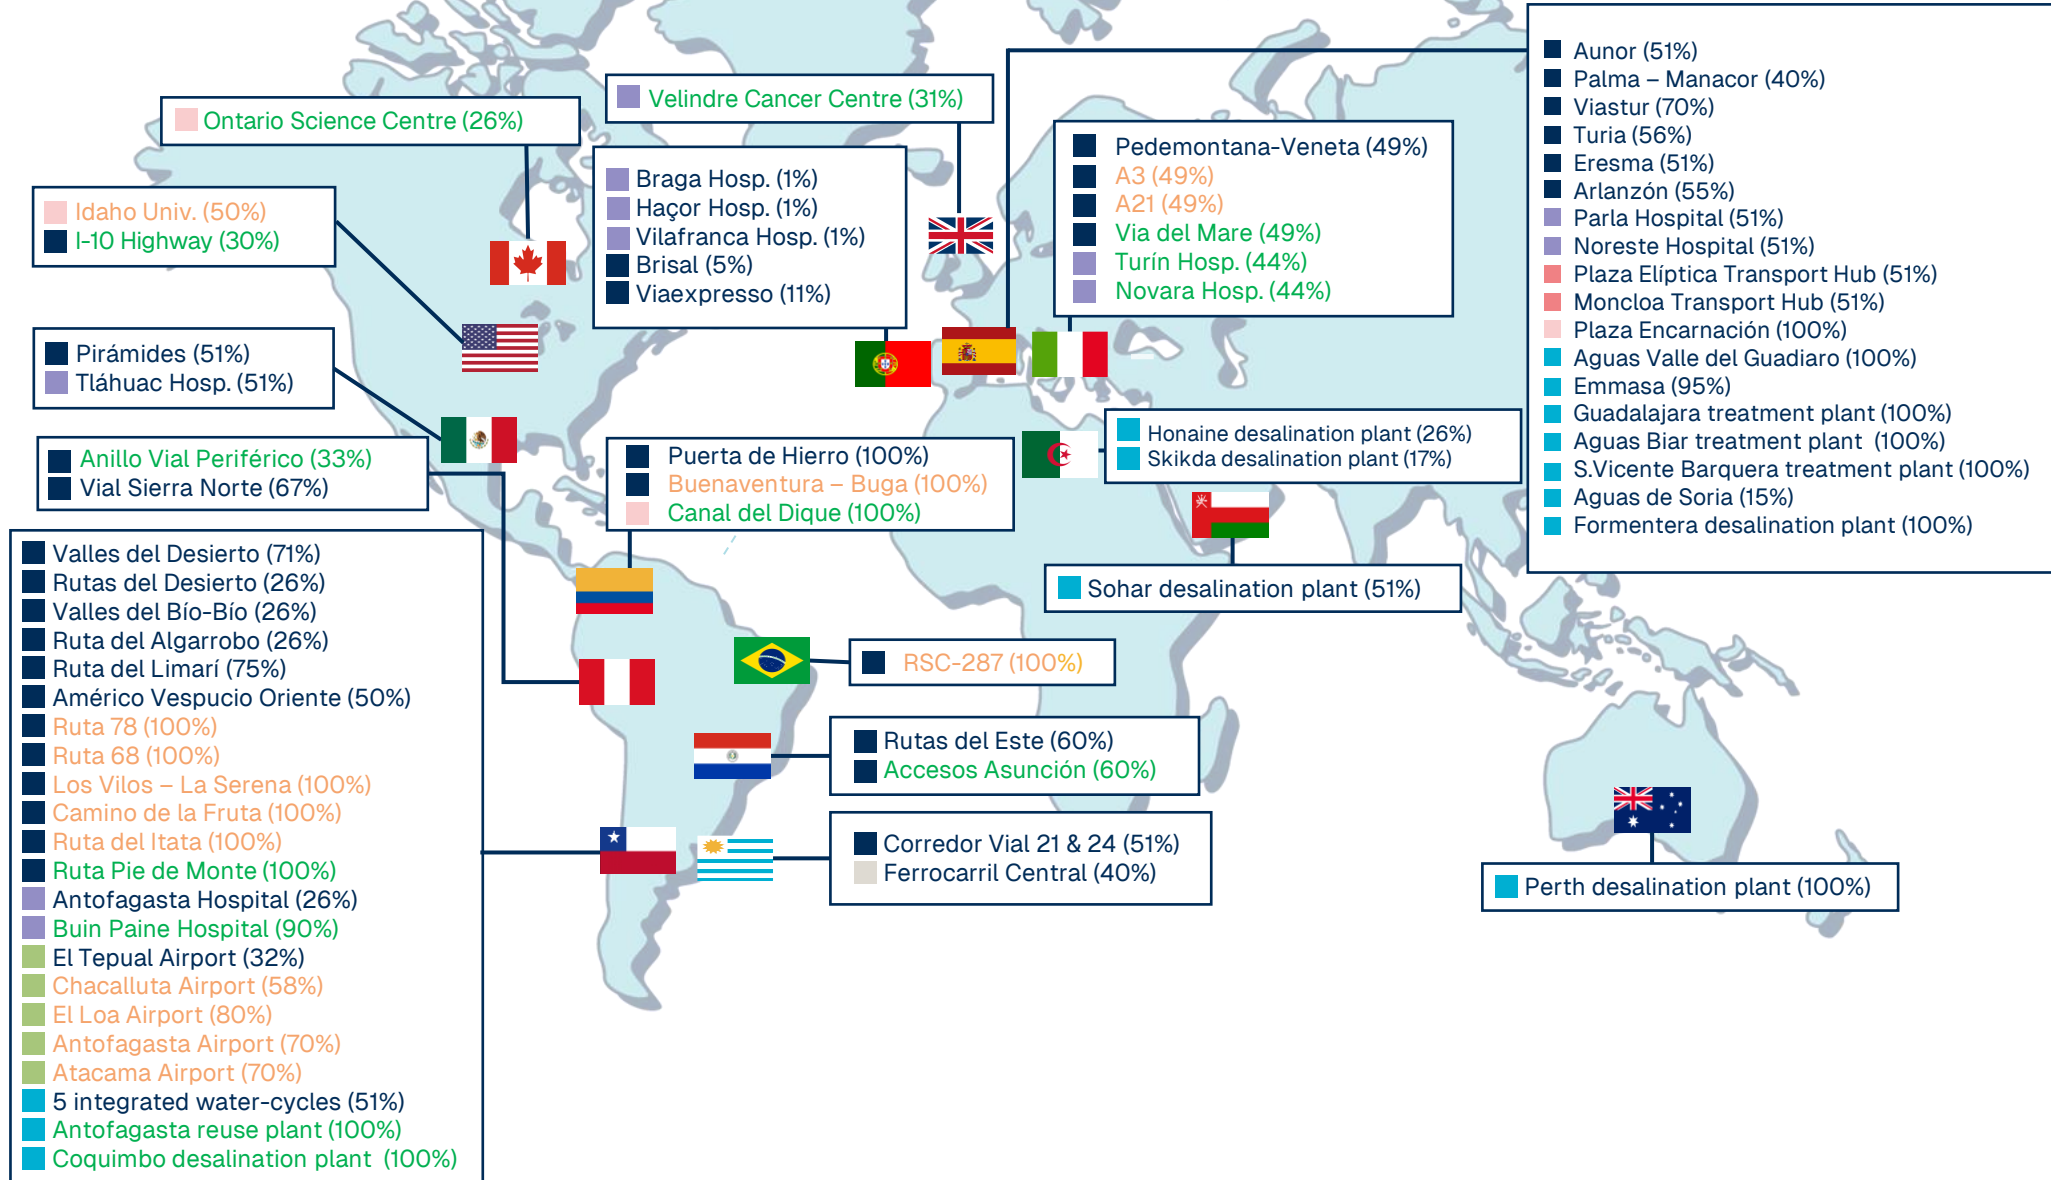 Ontario Science Centre (26%)
Velindre Cancer Centre (31%)
Idaho Univ. (50%)
I-10 Highway (30%)
Braga Hosp. (1%)
Haçor Hosp. (1%)
Vilafranca Hosp. (1%)
Brisal (5%)
Viaexpresso (11%)
Pedemontana-Veneta (49%)
A3 (49%)
A21 (49%)
Via del Mare (49%)
Turín Hosp. (44%)
Novara Hosp. (44%)
Aunor (51%)
Palma – Manacor (40%)
Viastur (70%)
Turia (56%)
Eresma (51%)
Arlanzón (55%)
Parla Hospital (51%)
Noreste Hospital (51%)
Plaza Elíptica Transport Hub (51%)
Moncloa Transport Hub (51%)
Plaza Encarnación (100%)
Aguas Valle del Guadiaro (100%)
Emmasa (95%)
Guadalajara treatment plant (100%)
Aguas Biar treatment plant (100%)
S.Vicente Barquera treatment plant (100%)
Aguas de Soria (15%)
Formentera desalination plant (100%)
Pirámides (51%)
Tláhuac Hosp. (51%)
Anillo Vial Periférico (33%)
Vial Sierra Norte (67%)
Puerta de Hierro (100%)
Buenaventura – Buga (100%)
Canal del Dique (100%)
Honaine desalination plant (26%)
Skikda desalination plant (17%)
Sohar desalination plant (51%)
Valles del Desierto (71%)
Rutas del Desierto (26%)
Valles del Bío-Bío (26%)
Ruta del Algarrobo (26%)
Ruta del Limarí (75%)
Américo Vespucio Oriente (50%)
Ruta 78 (100%)
Ruta 68 (100%)
Los Vilos – La Serena (100%)
Camino de la Fruta (100%)
Ruta del Itata (100%)
Ruta Pie de Monte (100%)
Antofagasta Hospital (26%)
Buin Paine Hospital (90%)
El Tepual Airport (32%)
Chacalluta Airport (58%)
El Loa Airport (80%)
Antofagasta Airport (70%)
Atacama Airport (70%)
5 integrated water-cycles (51%)
Antofagasta reuse plant (100%)
Coquimbo desalination plant (100%)
RSC-287 (100%)
Rutas del Este (60%)
Accesos Asunción (60%)
Corredor Vial 21 & 24 (51%)
Ferrocarril Central (40%)
Perth desalination plant (100%)